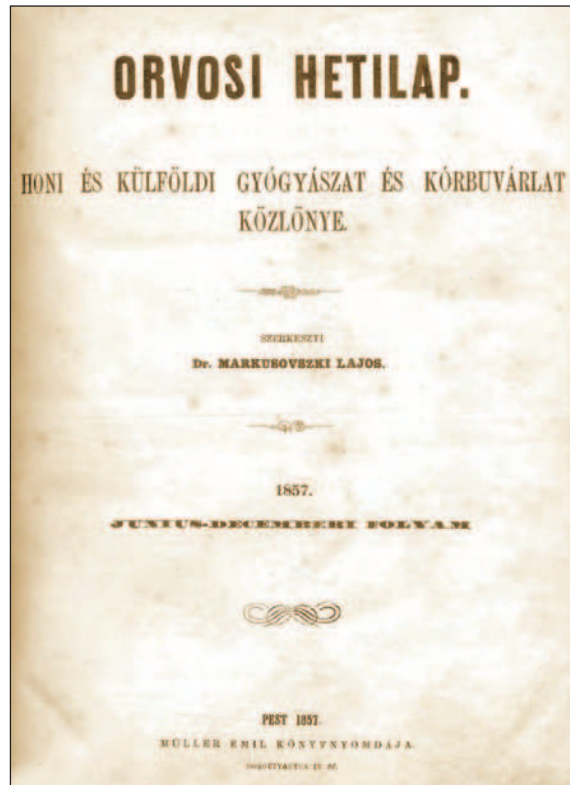 ORVOSI HETILAP.
HONI ÉS KÜLFÖLDI GYÓGYÁSZAT ÉS KÓRBUVÁRLAT
KÖZLÖNYE.
SZERKESZTI
Dr. MARKUSOVSZKI LAJOS.
1857.
JUNIUS-DECEMBERI FOLYAM
PEST 1857.
MÜLLER EMIL KÖNYVNYOMDÁJA.